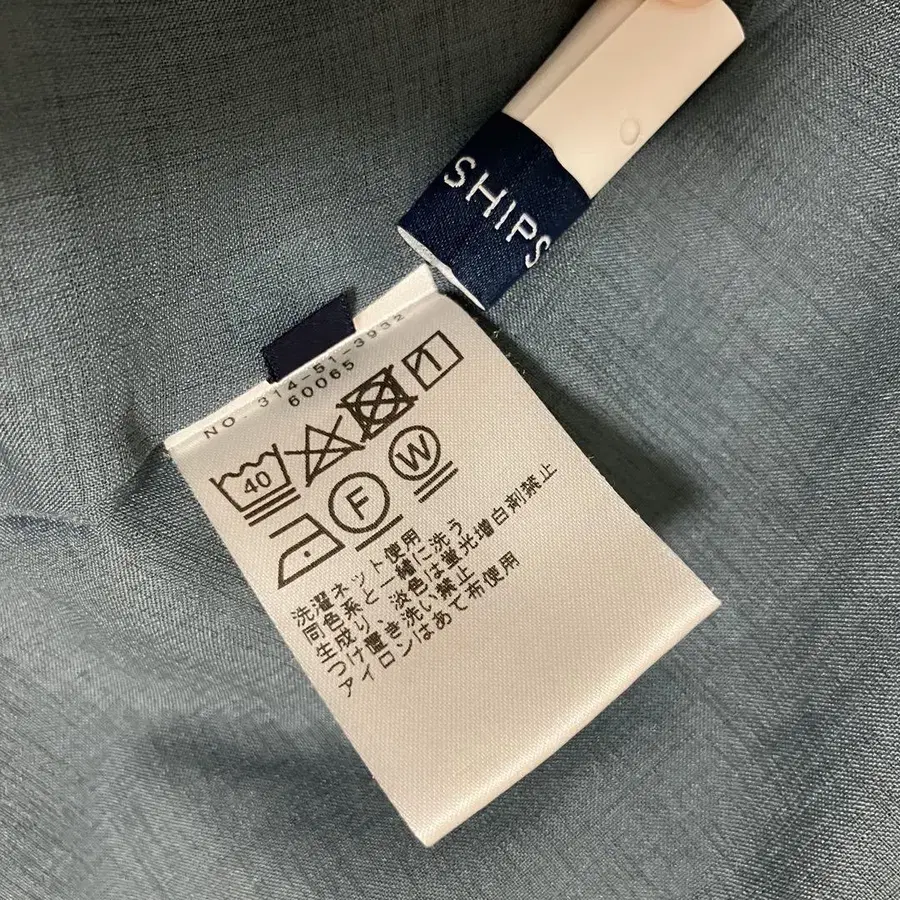 SHIPS
NO. 314-51-3932
60065
40
F W
洗濯ネット使用
同色系と一緒に洗う
生成り、淡色は蛍光増白剤禁止
つけ置き洗い禁止
アイロンはあて布使用